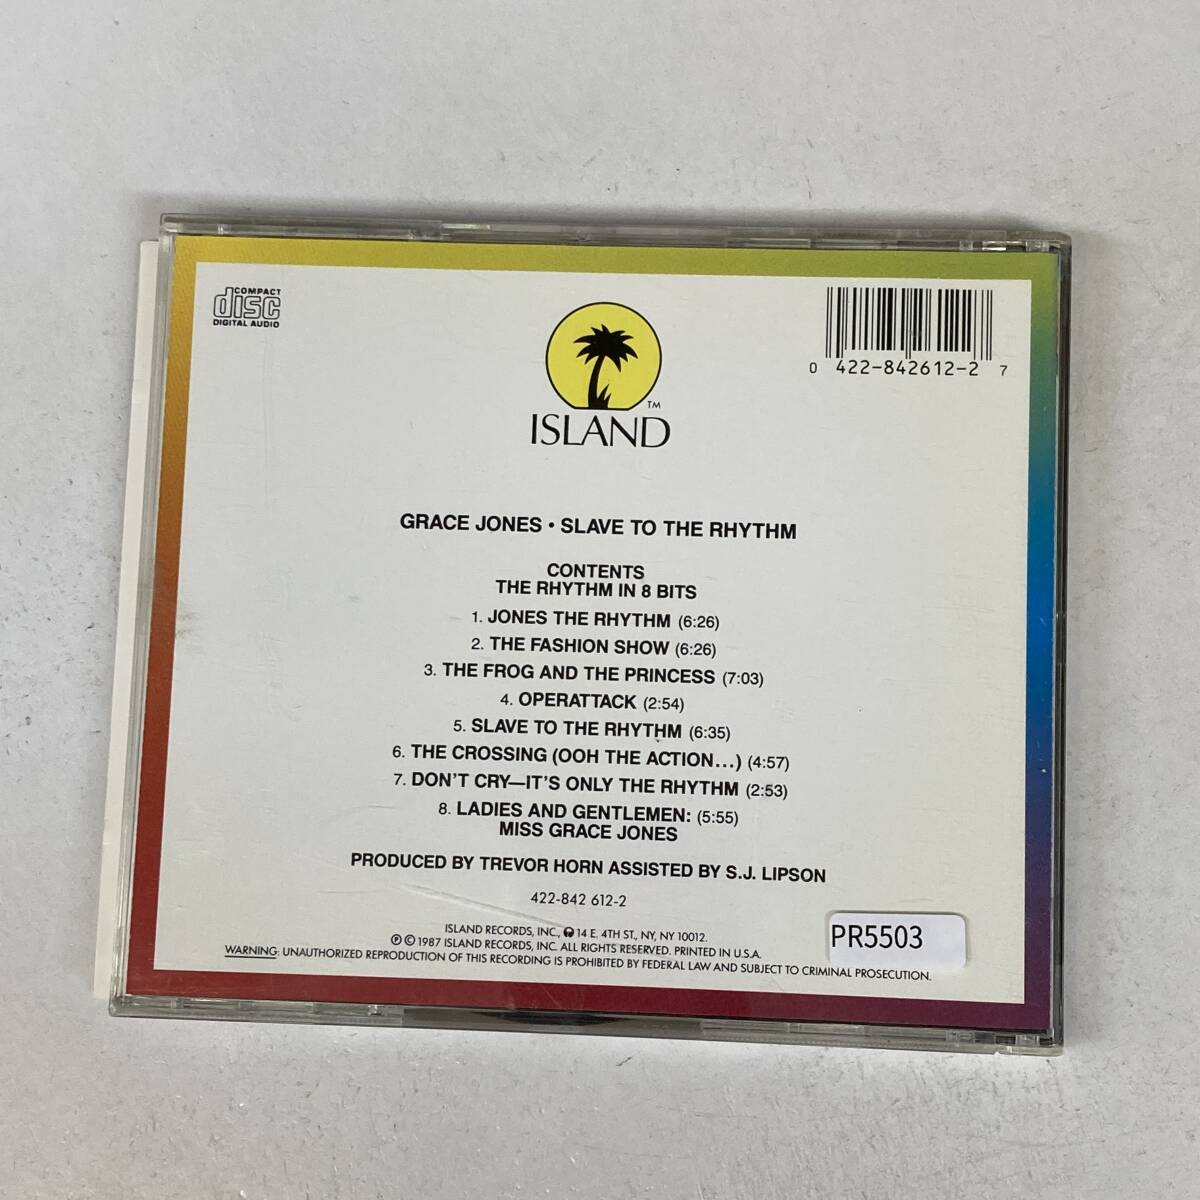 COMPACT
disc
DIGITAL AUDIO
TM
ISLAND
0 422-842612-2 7
GRACE JONES • SLAVE TO THE RHYTHM
CONTENTS
THE RHYTHM IN 8 BITS
1. JONES THE RHYTHM (6:26)
2. THE FASHION SHOW (6:26)
3. THE FROG AND THE PRINCESS (7:03)
4. OPERATTACK (2:54)
5. SLAVE TO THE RHYTHM (6:35)
6. THE CROSSING (OOH THE ACTION...) (4:57)
7. DON'T CRY—IT'S ONLY THE RHYTHM (2:53)
8. LADIES AND GENTLEMEN: (5:55)
MISS GRACE JONES
PRODUCED BY TREVOR HORN ASSISTED BY S.J. LIPSON
422-842 612-2
ISLAND RECORDS, INC., 14 E. 4TH ST., NY, NY 10012.
℗ © 1987 ISLAND RECORDS, INC. ALL RIGHTS RESERVED. PRINTED IN U.S.A.
WARNING: UNAUTHORIZED REPRODUCTION OF THIS RECORDING IS PROHIBITED BY FEDERAL LAW AND SUBJECT TO CRIMINAL PROSECUTION.
PR5503